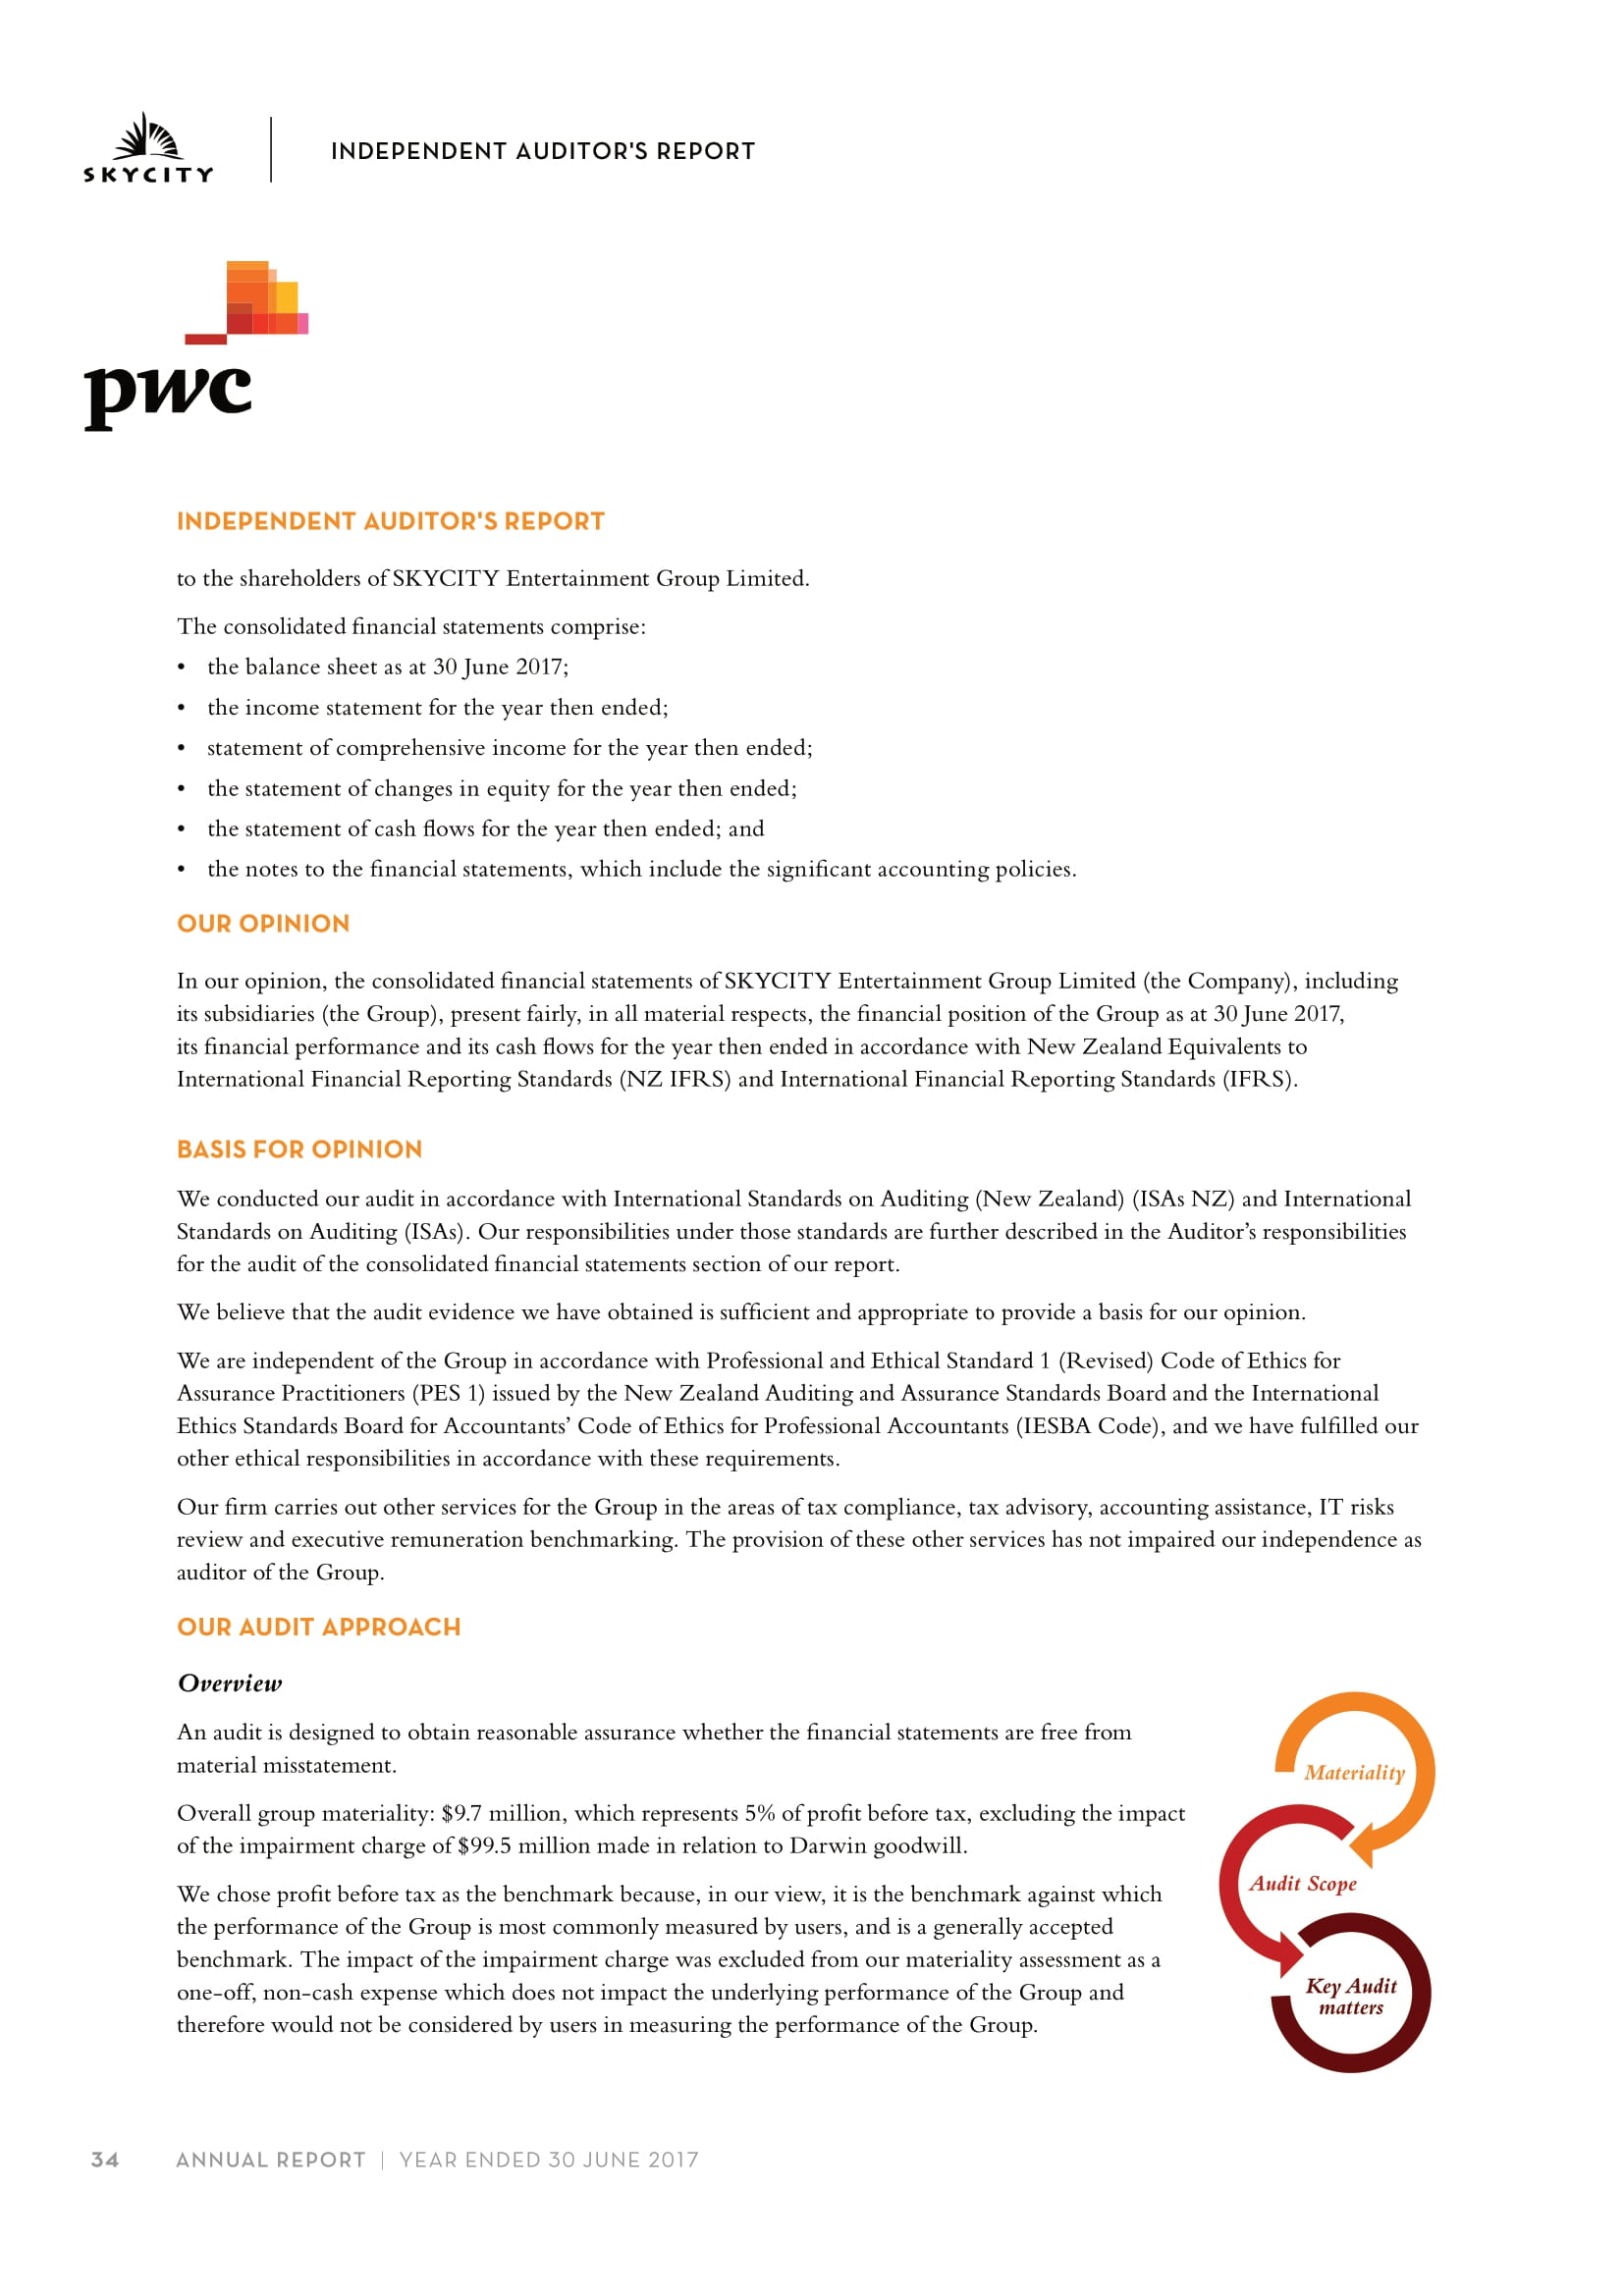 SKYCITY
INDEPENDENT AUDITOR'S REPORT
pwc
INDEPENDENT AUDITOR'S REPORT
to the shareholders of SKYCITY Entertainment Group Limited.
The consolidated financial statements comprise:
• the balance sheet as at 30 June 2017;
• the income statement for the year then ended;
• statement of comprehensive income for the year then ended;
• the statement of changes in equity for the year then ended;
• the statement of cash flows for the year then ended; and
• the notes to the financial statements, which include the significant accounting policies.
OUR OPINION
In our opinion, the consolidated financial statements of SKYCITY Entertainment Group Limited (the Company), including
its subsidiaries (the Group), present fairly, in all material respects, the financial position of the Group as at 30 June 2017,
its financial performance and its cash flows for the year then ended in accordance with New Zealand Equivalents to
International Financial Reporting Standards (NZ IFRS) and International Financial Reporting Standards (IFRS).
BASIS FOR OPINION
We conducted our audit in accordance with International Standards on Auditing (New Zealand) (ISAs NZ) and International
Standards on Auditing (ISAs). Our responsibilities under those standards are further described in the Auditor’s responsibilities
for the audit of the consolidated financial statements section of our report.
We believe that the audit evidence we have obtained is sufficient and appropriate to provide a basis for our opinion.
We are independent of the Group in accordance with Professional and Ethical Standard 1 (Revised) Code of Ethics for
Assurance Practitioners (PES 1) issued by the New Zealand Auditing and Assurance Standards Board and the International
Ethics Standards Board for Accountants’ Code of Ethics for Professional Accountants (IESBA Code), and we have fulfilled our
other ethical responsibilities in accordance with these requirements.
Our firm carries out other services for the Group in the areas of tax compliance, tax advisory, accounting assistance, IT risks
review and executive remuneration benchmarking. The provision of these other services has not impaired our independence as
auditor of the Group.
OUR AUDIT APPROACH
Overview
An audit is designed to obtain reasonable assurance whether the financial statements are free from
material misstatement.
Overall group materiality: $9.7 million, which represents 5% of profit before tax, excluding the impact
of the impairment charge of $99.5 million made in relation to Darwin goodwill.
We chose profit before tax as the benchmark because, in our view, it is the benchmark against which
the performance of the Group is most commonly measured by users, and is a generally accepted
benchmark. The impact of the impairment charge was excluded from our materiality assessment as a
one-off, non-cash expense which does not impact the underlying performance of the Group and
therefore would not be considered by users in measuring the performance of the Group.
Materiality
Audit Scope
Key Audit
matters
34 ANNUAL REPORT | YEAR ENDED 30 JUNE 2017